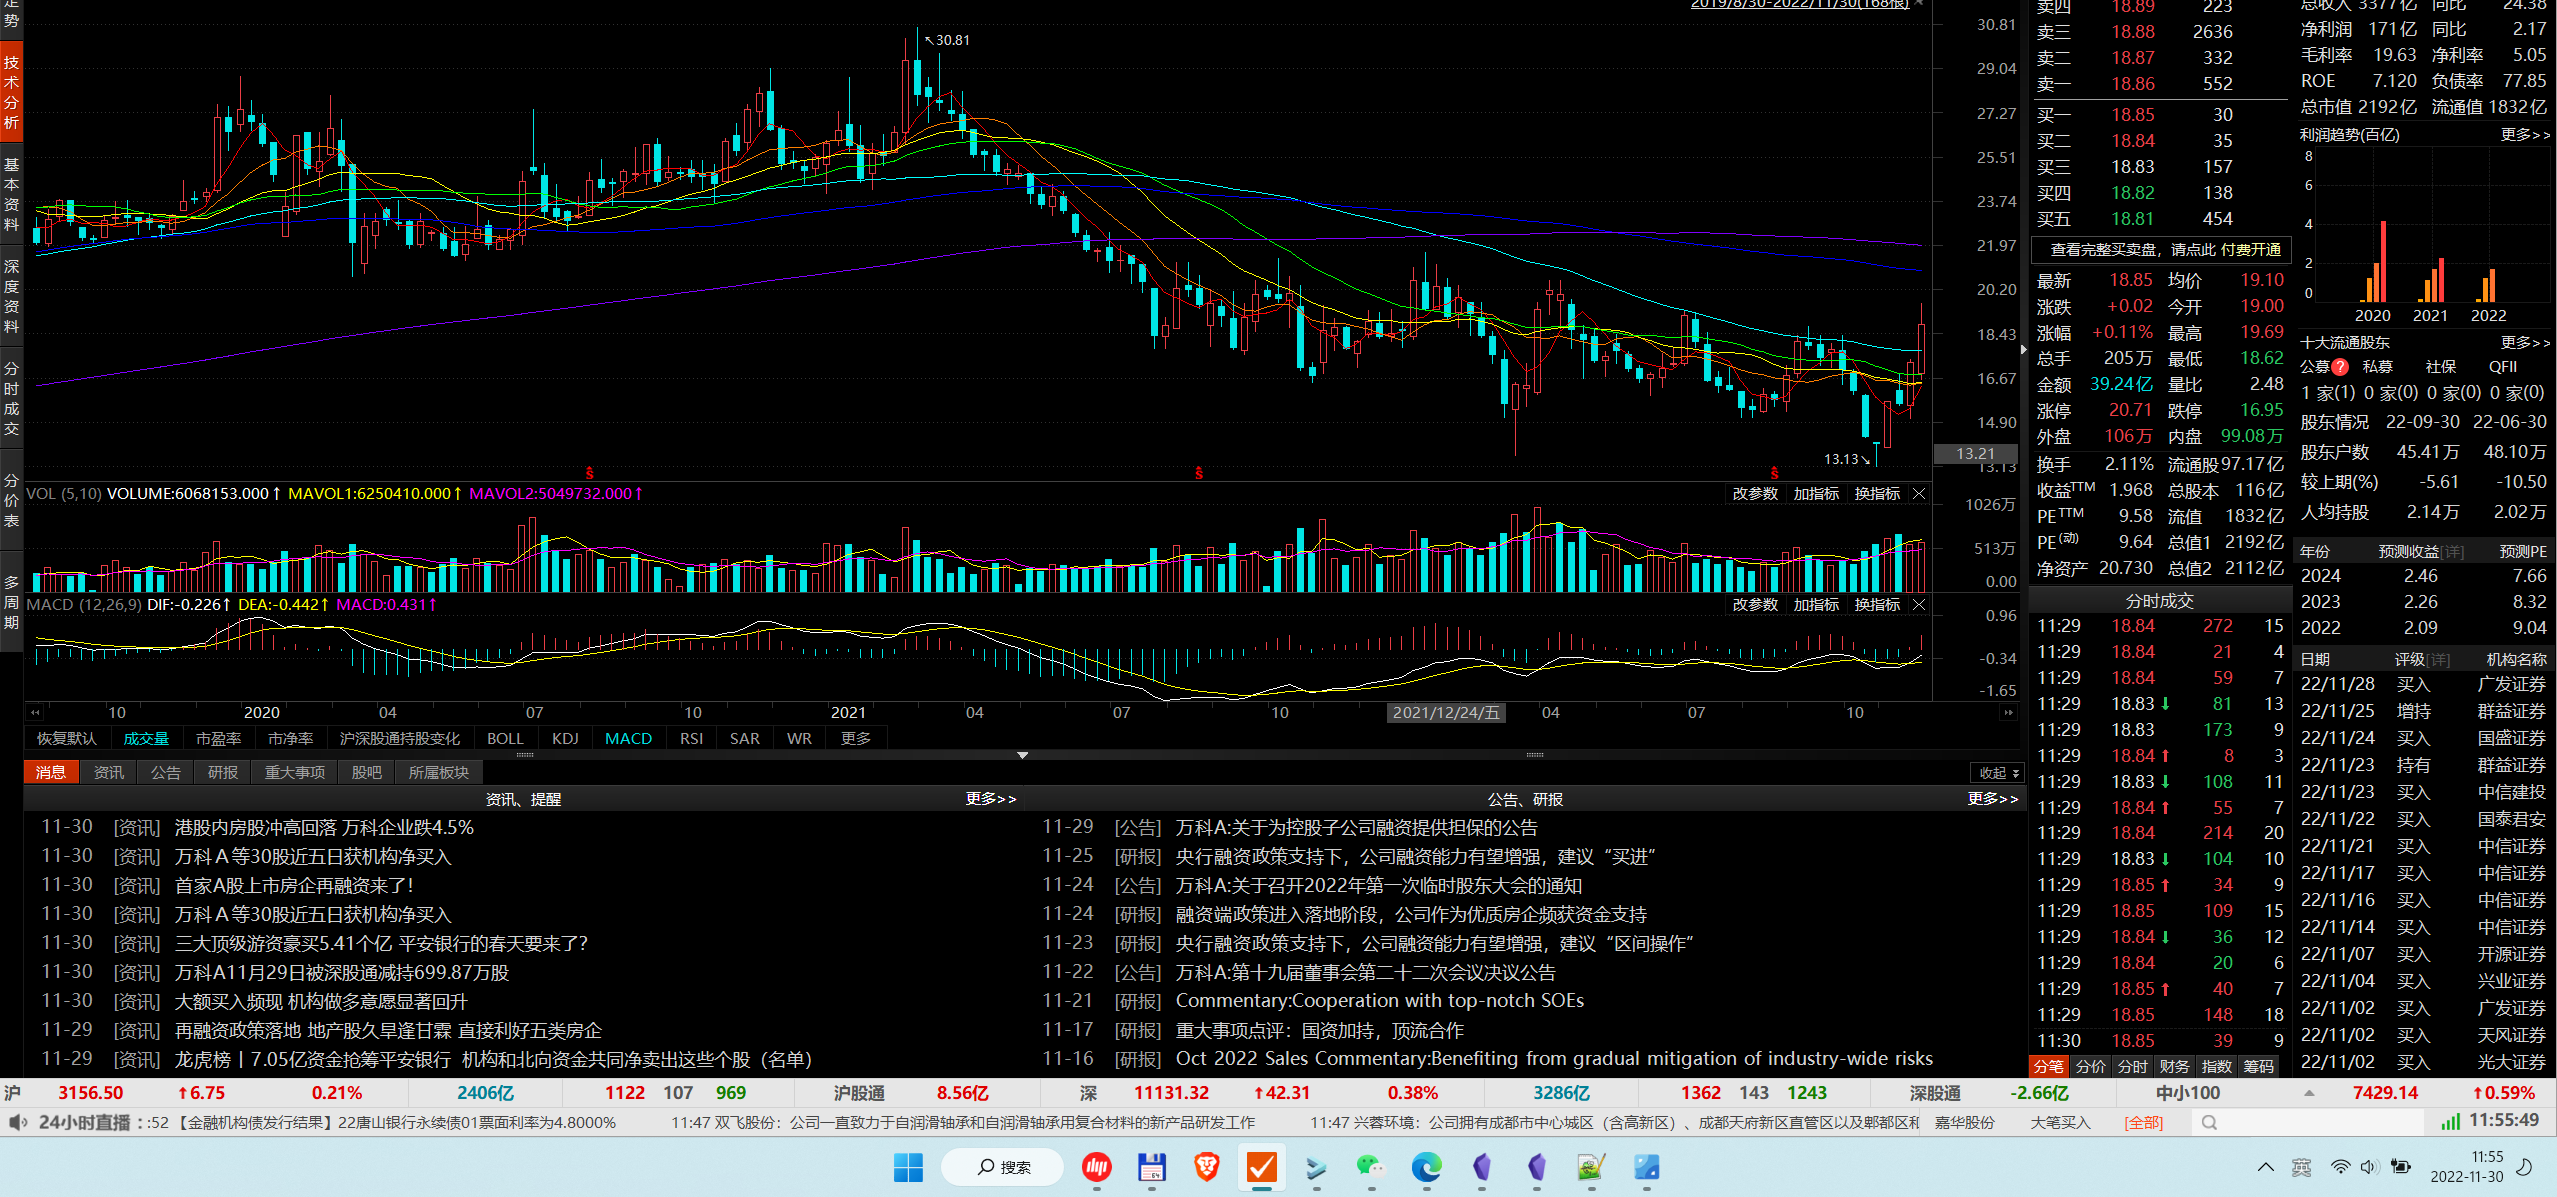 走势
技术分析
基本资料
深度资料
分时成交
分价表
多周期
2019/8/30-2022/11/30(168根)
30.81
30.81
29.04
27.27
25.51
23.74
21.97
20.20
18.43
16.67
14.90
13.21
13.13
13.13
VOL (5,10) VOLUME:6068153.000↑ MAVOL1:6250410.000↑ MAVOL2:5049732.000↑
改参数 加指标 换指标
1026万
513万
0.00
MACD (12,26,9) DIF:-0.226↑ DEA:-0.442↑ MACD:0.431↑
改参数 加指标 换指标
0.96
-0.34
-1.65
10 2020 04 07 10 2021 04 07 10 2021/12/24/五 04 07 10
恢复默认 成交量 市盈率 市净率 沪深股通持股变化 BOLL KDJ MACD RSI SAR WR 更多
消息 资讯 公告 研报 重大事项 股吧 所属板块 收起
资讯、提醒 更多>>
11-30 [资讯] 港股内房股冲高回落 万科企业跌4.5%
11-30 [资讯] 万科Ａ等30股近五日获机构净买入
11-30 [资讯] 首家A股上市房企再融资来了！
11-30 [资讯] 万科Ａ等30股近五日获机构净买入
11-30 [资讯] 三大顶级游资豪买5.41个亿 平安银行的春天要来了?
11-30 [资讯] 万科A11月29日被深股通减持699.87万股
11-30 [资讯] 大额买入频现 机构做多意愿显著回升
11-29 [资讯] 再融资政策落地 地产股久旱逢甘霖 直接利好五类房企
11-29 [资讯] 龙虎榜丨7.05亿资金抢筹平安银行 机构和北向资金共同净卖出这些个股（名单）
公告、研报 更多>>
11-29 [公告] 万科A:关于为控股子公司融资提供担保的公告
11-25 [研报] 央行融资政策支持下，公司融资能力有望增强，建议“买进”
11-24 [公告] 万科A:关于召开2022年第一次临时股东大会的通知
11-24 [研报] 融资端政策进入落地阶段，公司作为优质房企频获资金支持
11-23 [研报] 央行融资政策支持下，公司融资能力有望增强，建议“区间操作”
11-22 [公告] 万科A:第十九届董事会第二十二次会议决议公告
11-21 [研报] Commentary:Cooperation with top-notch SOEs
11-17 [研报] 重大事项点评：国资加持，顶流合作
11-16 [研报] Oct 2022 Sales Commentary:Benefiting from gradual mitigation of industry-wide risks
卖四 18.89 223
卖三 18.88 2636
卖二 18.87 332
卖一 18.86 552
买一 18.85 30
买二 18.84 35
买三 18.83 157
买四 18.82 138
买五 18.81 454
查看完整买卖盘，请点此 付费开通
最新 18.85 均价 19.10
涨跌 +0.02 今开 19.00
涨幅 +0.11% 最高 19.69
总手 205万 最低 18.62
金额 39.24亿 量比 2.48
涨停 20.71 跌停 16.95
外盘 106万 内盘 99.08万
换手 2.11% 流通股 97.17亿
收益TTM 1.968 总股本 116亿
PE TTM 9.58 流值 1832亿
PE(动) 9.64 总值1 2192亿
净资产 20.730 总值2 2112亿
分时成交
11:29 18.84 272 15
11:29 18.84 21 4
11:29 18.84 59 7
11:29 18.83↓ 81 13
11:29 18.83 173 9
11:29 18.84↑ 8 3
11:29 18.83↓ 108 11
11:29 18.84↑ 55 7
11:29 18.84 214 20
11:29 18.83↓ 104 10
11:29 18.85↑ 34 9
11:29 18.85 109 15
11:29 18.84↓ 36 12
11:29 18.84 20 6
11:29 18.85↑ 40 7
11:29 18.85 148 18
11:30 18.85 39 9
分笔 分价 分时 财务 指数 筹码
总收入 3377亿 同比 24.38
净利润 171亿 同比 2.17
毛利率 19.63 净利率 5.05
ROE 7.120 负债率 77.85
总市值 2192亿 流通值 1832亿
利润趋势(百亿) 更多>>
8
6
4
2
0
2020 2021 2022
十大流通股东 更多>>
公募? 私募 社保 QFII
1 家(1) 0 家(0) 0 家(0) 0 家(0)
股东情况 22-09-30 22-06-30
股东户数 45.41万 48.10万
较上期(%) -5.61 -10.50
人均持股 2.14万 2.02万
年份 预测收益[详] 预测PE
2024 2.46 7.66
2023 2.26 8.32
2022 2.09 9.04
日期 评级[详] 机构名称
22/11/28 买入 广发证券
22/11/25 增持 群益证券
22/11/24 买入 国盛证券
22/11/23 持有 群益证券
22/11/23 买入 中信建投
22/11/22 买入 国泰君安
22/11/21 买入 中信证券
22/11/17 买入 中信证券
22/11/16 买入 中信证券
22/11/14 买入 中信证券
22/11/07 买入 开源证券
22/11/04 买入 兴业证券
22/11/02 买入 广发证券
22/11/02 买入 天风证券
22/11/02 买入 光大证券
沪 3156.50 ↑6.75 0.21% 2406亿 1122 107 969 沪股通 8.56亿 深 11131.32 ↑42.31 0.38% 3286亿 1362 143 1243 深股通 -2.66亿 中小100 7429.14 ↑0.59%
24小时直播：:52 【金融机构债发行结果】22唐山银行永续债01票面利率为4.8000% 11:47 双飞股份：公司一直致力于自润滑轴承和自润滑轴承用复合材料的新产品研发工作 11:47 兴蓉环境：公司拥有成都市中心城区（含高新区）、成都天府新区直管区以及郫都区和 嘉华股份 大笔买入 [全部] 11:55:49
搜索
64
英
11:55
2022-11-30